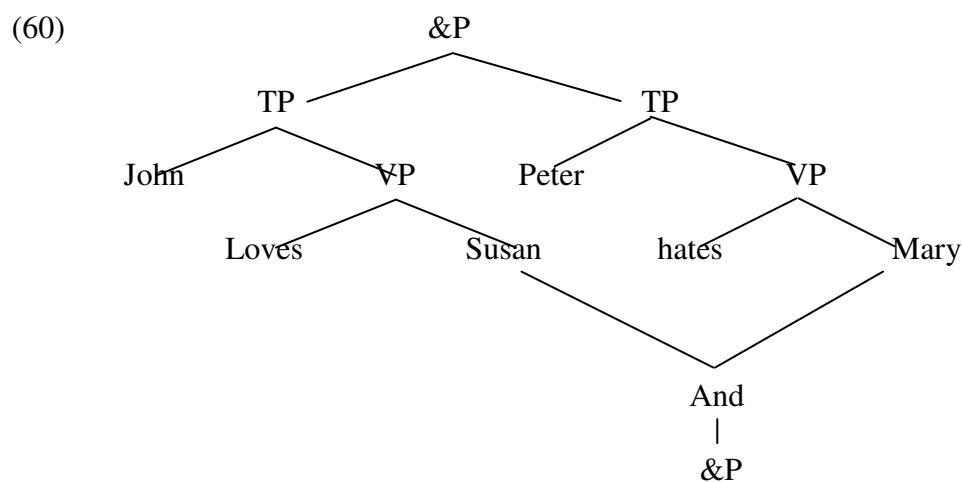 (60) &P
TP TP
John VP Peter VP
Loves Susan hates Mary
And
&P